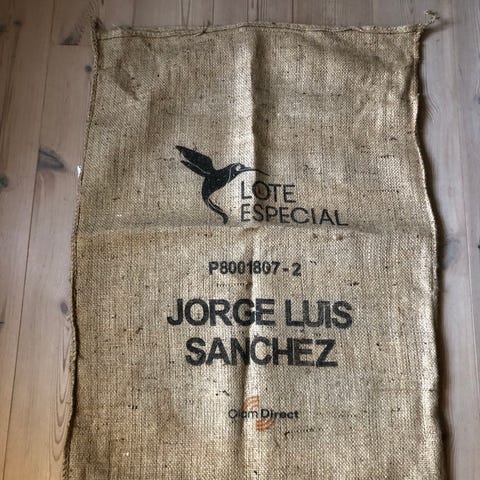 LOTE
ESPECIAL
P8001807-2
JORGE LUIS
SANCHEZ
Olam Direct